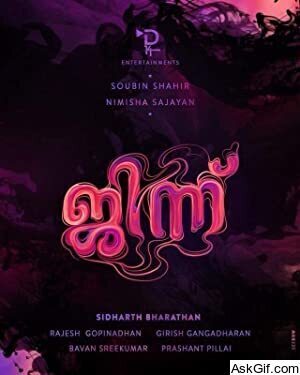 ENTERTAINMENTS
SOUBIN SHAHIR
NIMISHA SAJAYAN
ജിന്ന്
SIDHARTH BHARATHAN
RAJESH GOPINADHAN GIRISH GANGADHARAN
BAVAN SREEKUMAR PRASHANT PILLAI
AskGif.com